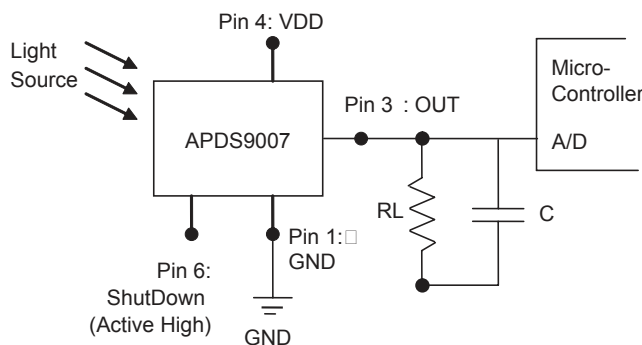 Pin 4: VDD
Light
Source
APDS9007
Pin 3 : OUT
Micro-
Controller
A/D
RL
C
Pin 1:□
GND
Pin 6:
ShutDown
(Active High)
GND